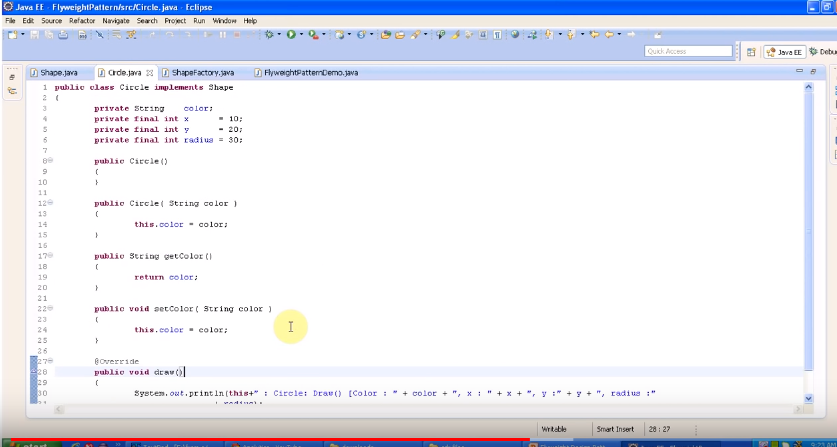 Java EE - FlyweightPattern/src/Circle.java - Eclipse
File Edit Source Refactor Navigate Search Project Run Window Help
Quick Access
Java EE
Debug
Shape.java Circle.java ShapeFactory.java FlyweightPatternDemo.java
1 public class Circle implements Shape
2 {
3 private String color;
4 private final int x = 10;
5 private final int y = 20;
6 private final int radius = 30;
7
8 public Circle()
9 {
10 }
11
12 public Circle( String color )
13 {
14 this.color = color;
15 }
16
17 public String getColor()
18 {
19 return color;
20 }
21
22 public void setColor( String color )
23 {
24 this.color = color;
25 }
26
27 @Override
28 public void draw()
29 {
30 System.out.println(this+" : Circle: Draw() [Color : " + color + ", x : " + x + ", y :" + y + ", radius :"
+ radius);
Writable Smart Insert 28 : 27